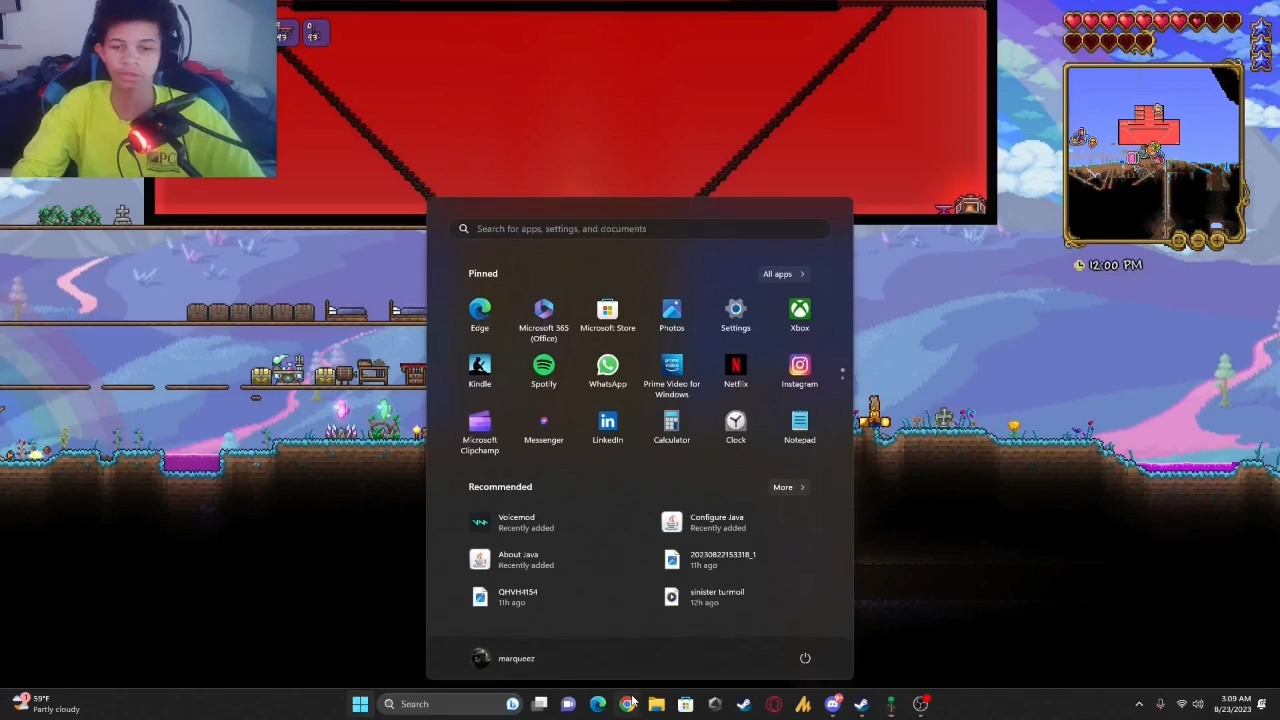 93
0
93
12:00 PM
Search for apps, settings, and documents
Pinned
All apps
Edge
Microsoft 365
(Office)
Microsoft Store
Photos
Settings
Xbox
Kindle
Spotify
WhatsApp
Prime Video for
Windows
Netflix
Instagram
Microsoft
Clipchamp
Messenger
LinkedIn
Calculator
Clock
Notepad
Recommended
More
Voicemod
Recently added
Configure Java
Recently added
About Java
Recently added
20230822153318_1
11h ago
QHVH4154
11h ago
sinister turmoil
12h ago
marqueez
59°F
Partly cloudy
Search
3:09 AM
8/23/2023